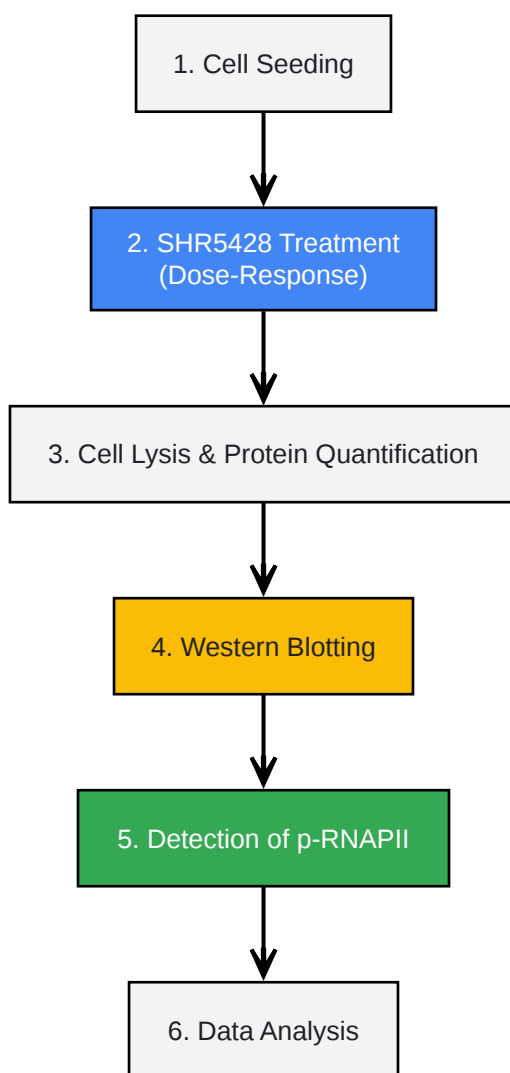 1. Cell Seeding
2. SHR5428 Treatment
(Dose-Response)
3. Cell Lysis & Protein Quantification
4. Western Blotting
5. Detection of p-RNAPII
6. Data Analysis